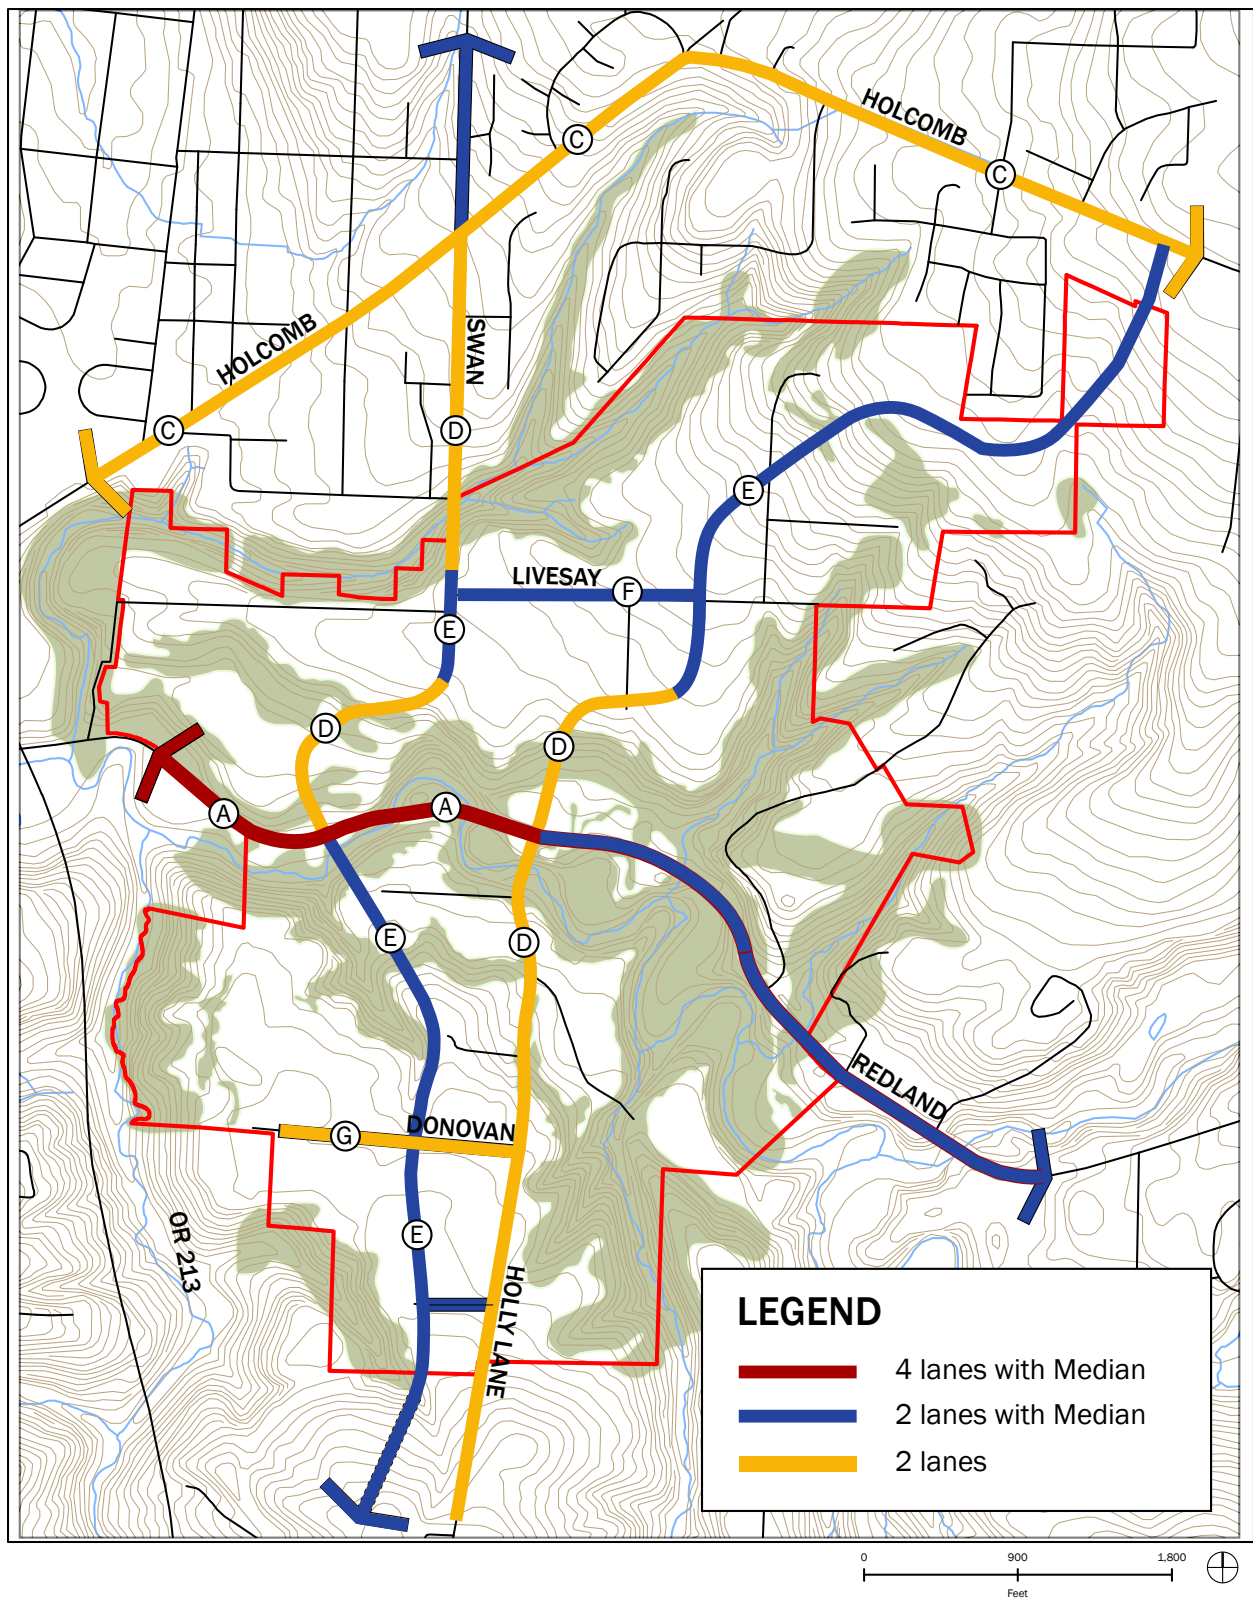 HOLCOMB
C
C
HOLCOMB
SWAN
C
D
E
LIVESAY
F
E
D
D
A
A
E
D
REDLAND
G
DONOVAN
OR 213
E
HOLLY LANE
LEGEND
4 lanes with Median
2 lanes with Median
2 lanes
0 900 1,800
Feet